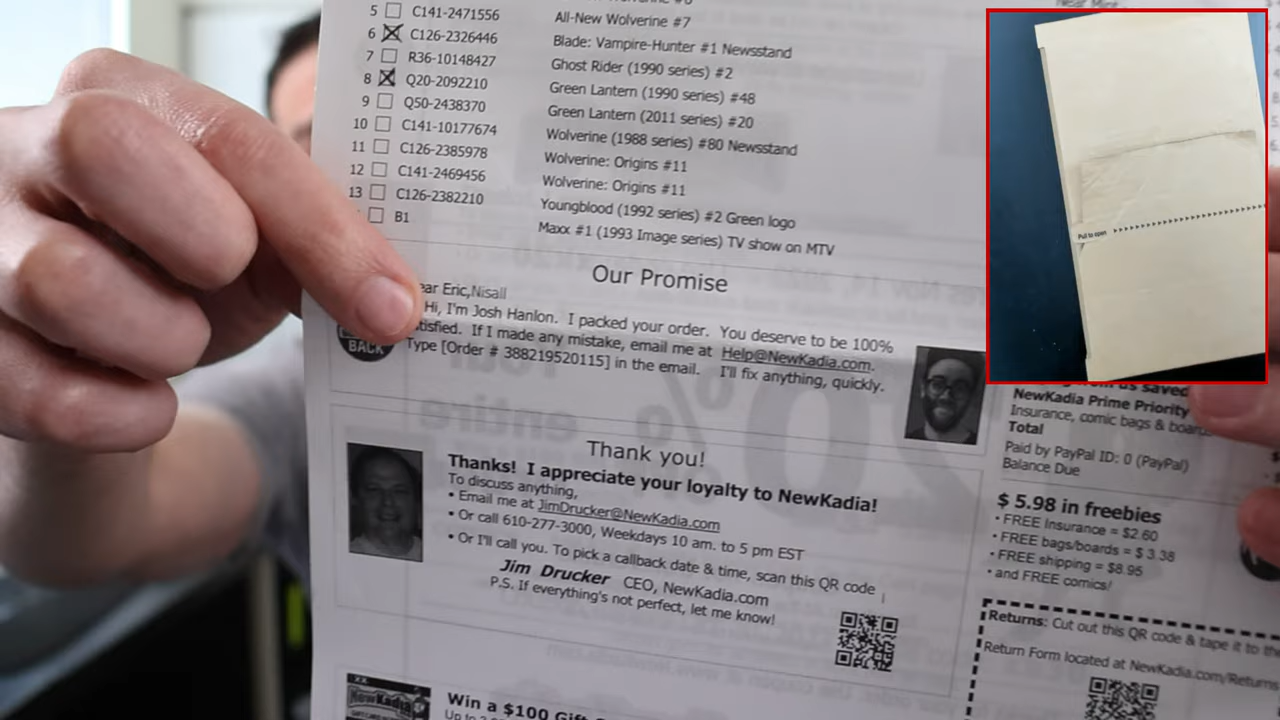 5 C141-2471556 All-New Wolverine #7
6 C126-2326446 Blade: Vampire-Hunter #1 Newsstand
7 R36-10148427 Ghost Rider (1990 series) #2
8 Q20-2092210 Green Lantern (1990 series) #48
9 Q50-2438370 Green Lantern (2011 series) #20
10 C141-10177674 Wolverine (1988 series) #80 Newsstand
11 C126-2385978 Wolverine: Origins #11
12 C141-2469456 Wolverine: Origins #11
13 C126-2382210 Youngblood (1992 series) #2 Green logo
B1 Maxx #1 (1993 Image series) TV show on MTV
Our Promise
ear Eric,Nisall
Hi, I'm Josh Hanlon. I packed your order. You deserve to be 100%
tisfied. If I made any mistake, email me at Help@NewKadia.com.
Type [Order # 388219520115] in the email. I'll fix anything, quickly.
BACK
Thank you!
Thanks! I appreciate your loyalty to NewKadia!
To discuss anything,
• Email me at JimDrucker@NewKadia.com
• Or call 610-277-3000, Weekdays 10 am. to 5 pm EST
• Or I'll call you. To pick a callback date & time, scan this QR code
Jim Drucker CEO, NewKadia.com
P.S. If everything's not perfect, let me know!
NewKadia
Win a $100 Gift
Near Mint
Pull to open
from us saved
NewKadia Prime Priority
Insurance, comic bags & boards
Total
Paid by PayPal ID: 0 (PayPal)
Balance Due
$ 5.98 in freebies
• FREE Insurance = $2.60
• FREE bags/boards = $ 3.38
• FREE shipping = $8.95
• and FREE comics!
Returns: Cut out this QR code & tape it to the
Return Form located at NewKadia.com/Returns